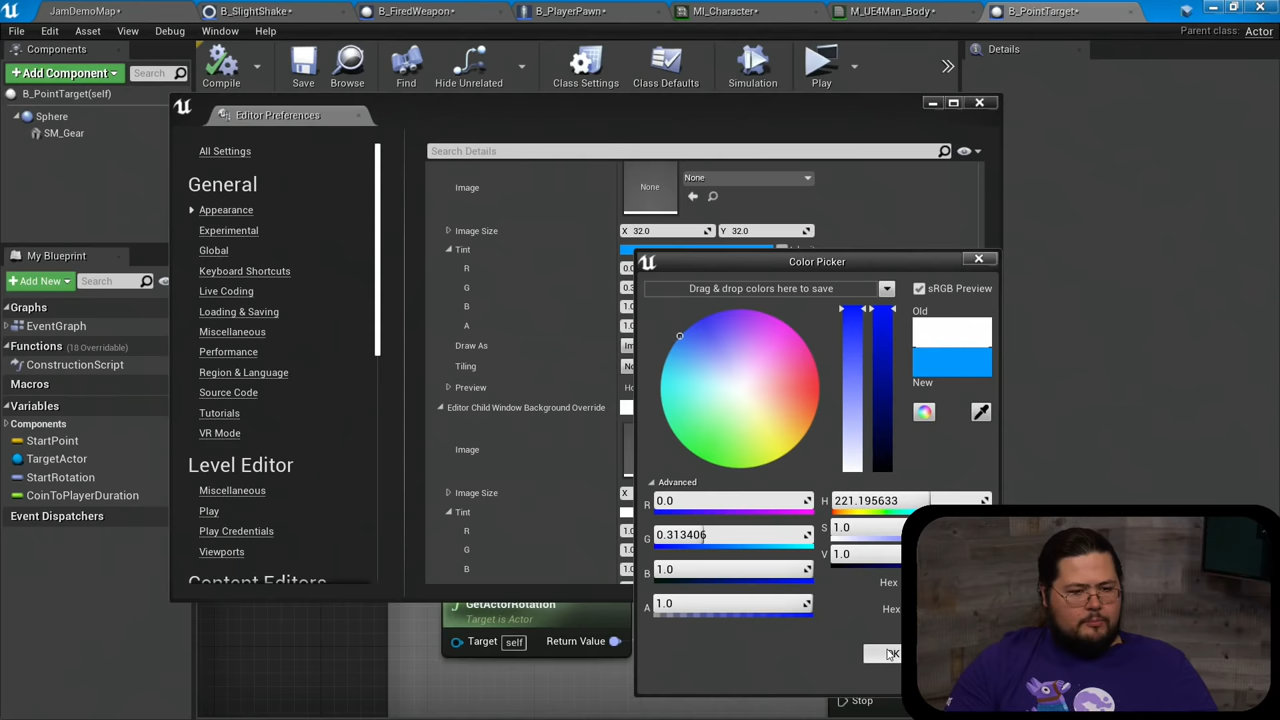 JamDemoMap*
B_SlightShake*
B_FiredWeapon*
B_PlayerPawn*
MI_Character*
M_UE4Man_Body*
B_PointTarget*
File
Edit
Asset
View
Debug
Window
Help
Parent class: Actor
Components
+ Add Component
Search
B_PointTarget(self)
Sphere
SM_Gear
Compile
Save
Browse
Find
Hide Unrelated
Class Settings
Class Defaults
Simulation
Play
Details
My Blueprint
+ Add New
Search
Graphs
EventGraph
Functions (18 Overridable)
ConstructionScript
Macros
Variables
Components
StartPoint
TargetActor
StartRotation
CoinToPlayerDuration
Event Dispatchers
Editor Preferences
All Settings
General
Appearance
Experimental
Global
Keyboard Shortcuts
Live Coding
Loading & Saving
Miscellaneous
Performance
Region & Language
Source Code
Tutorials
VR Mode
Level Editor
Miscellaneous
Play
Play Credentials
Viewports
Content Editors
Search Details
Image
None
None
Image Size
X 32.0
Y 32.0
Tint
R
G
B
A
Draw As
Tiling
Preview
Editor Child Window Background Override
Image
Image Size
X
Tint
R
G
B
Color Picker
Drag & drop colors here to save
sRGB Preview
Old
New
Advanced
R 0.0
G 0.313406
B 1.0
A 1.0
H 221.195633
S 1.0
V 1.0
Hex
Hex
OK
GetActorRotation
Target is Actor
Target self
Return Value
Stop